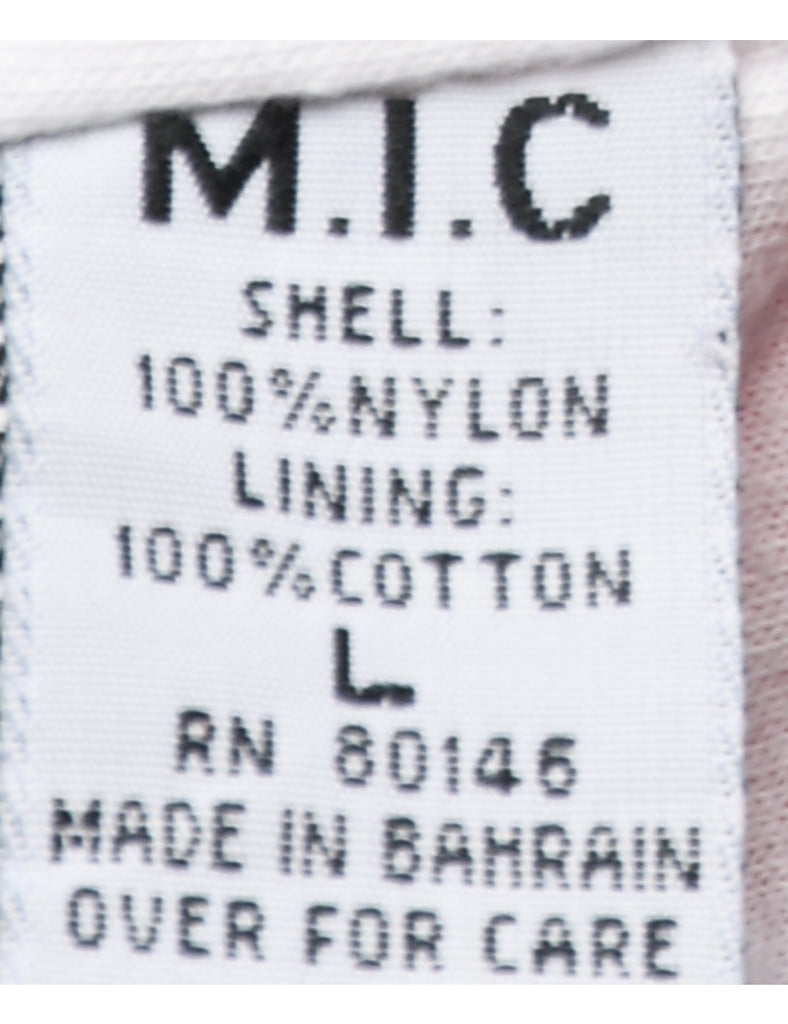 M.I.C
SHELL:
100%NYLON
LINING:
100%COTTON
L
RN 80146
MADE IN BAHRAIN
OVER FOR CARE